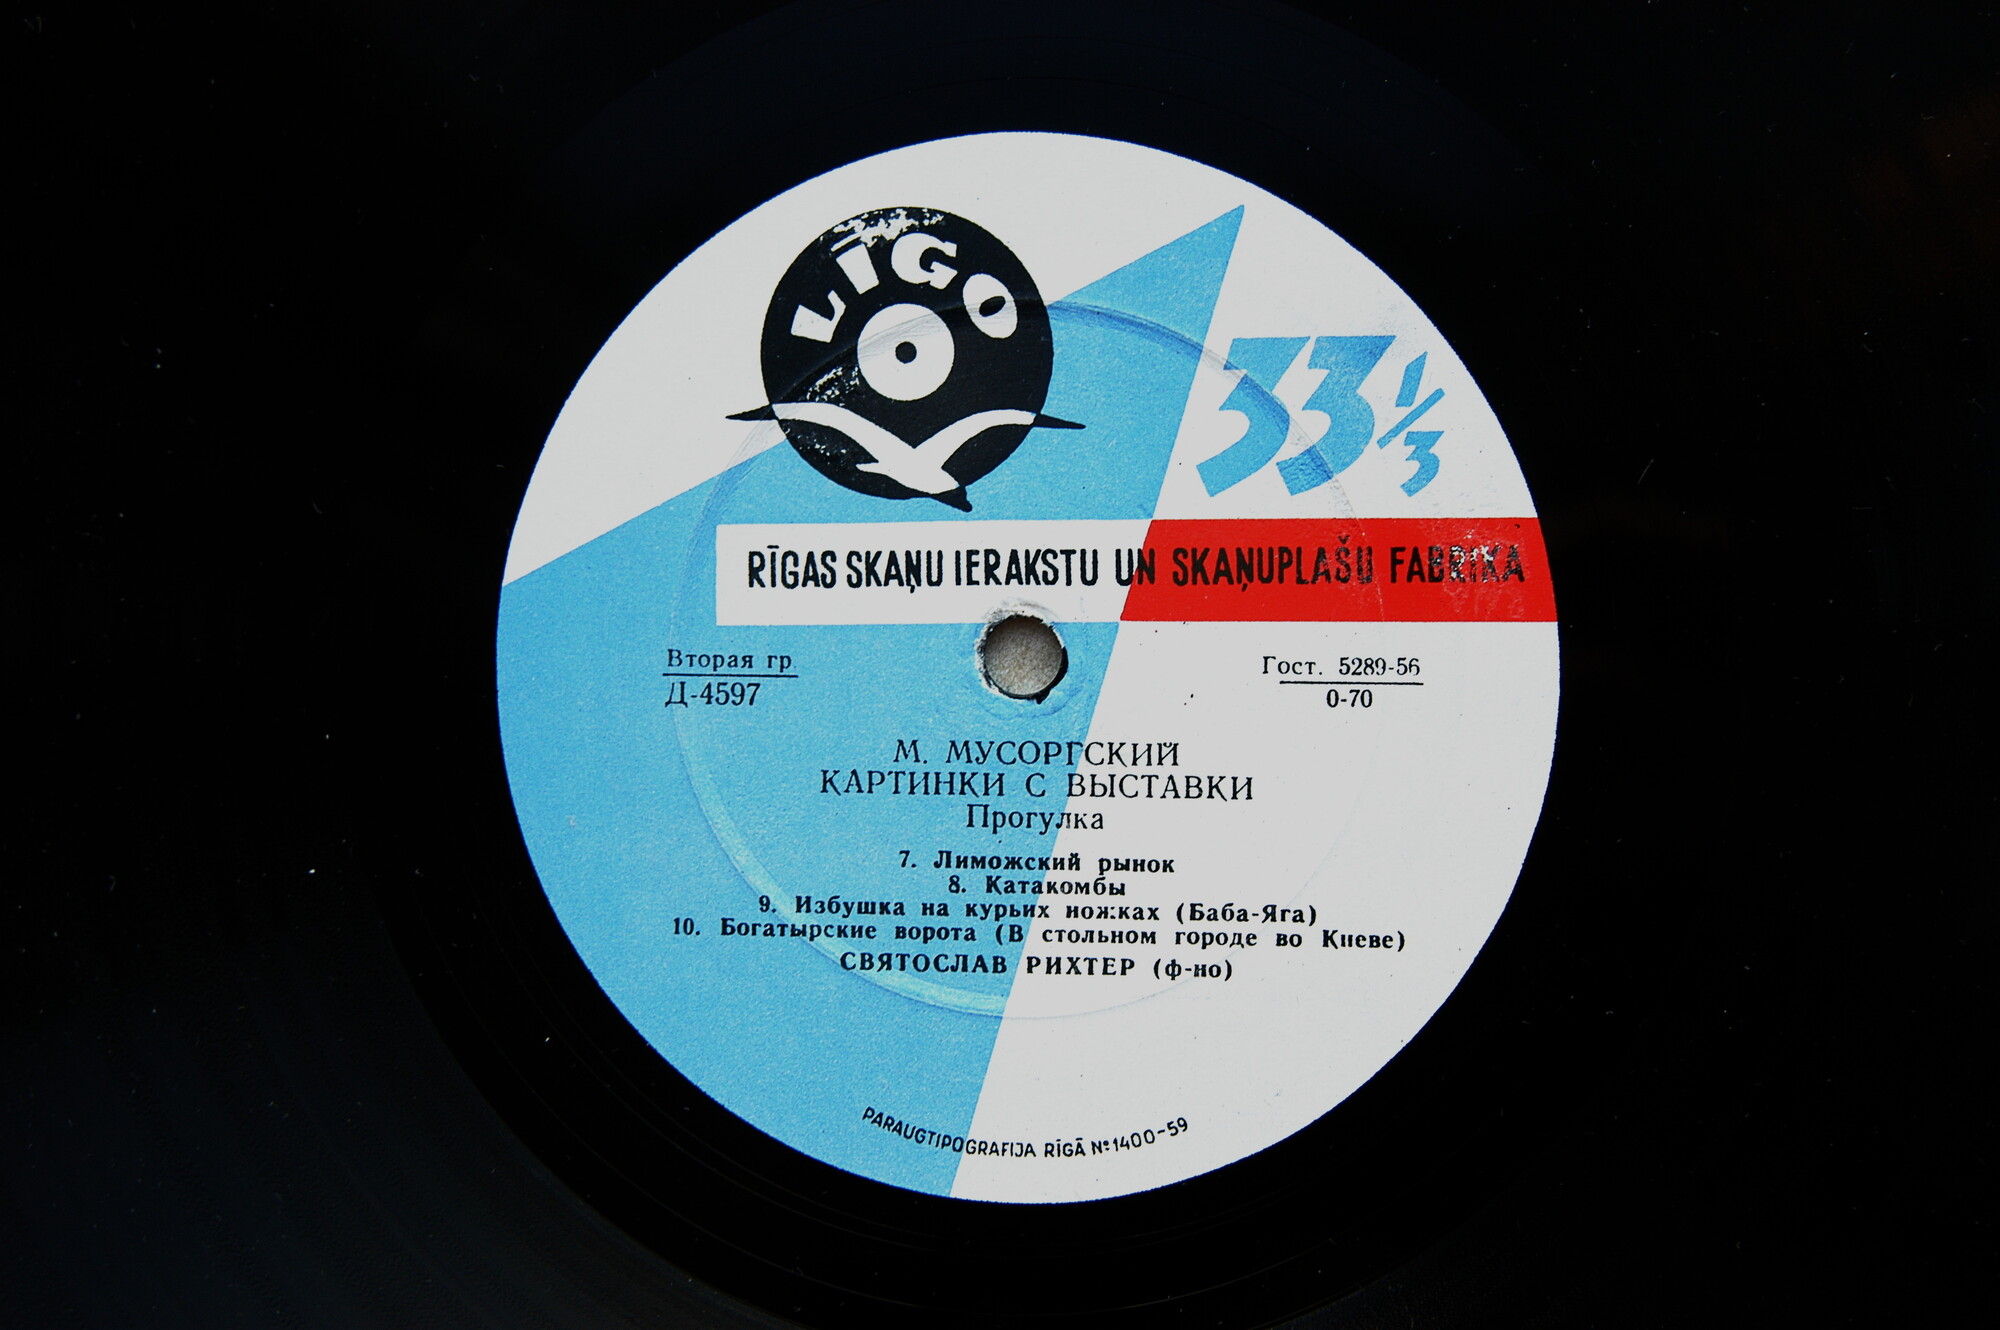 LĪGO
33 1/3
RĪGAS SKAŅU IERAKSTU UN SKAŅUPLAŠU FABRIKA
Вторая гр.
Д-4597
Гост. 5289-56
0-70
М. МУСОРГСКИЙ
КАРТИНКИ С ВЫСТАВКИ
Прогулка
7. Лиможский рынок
8. Катакомбы
9. Избушка на курьих ножках (Баба-Яга)
10. Богатырские ворота (В стольном городе во Киеве)
СВЯТОСЛАВ РИХТЕР (ф-но)
PARAUGTIPOGRAFIJA RĪGĀ №1400-59